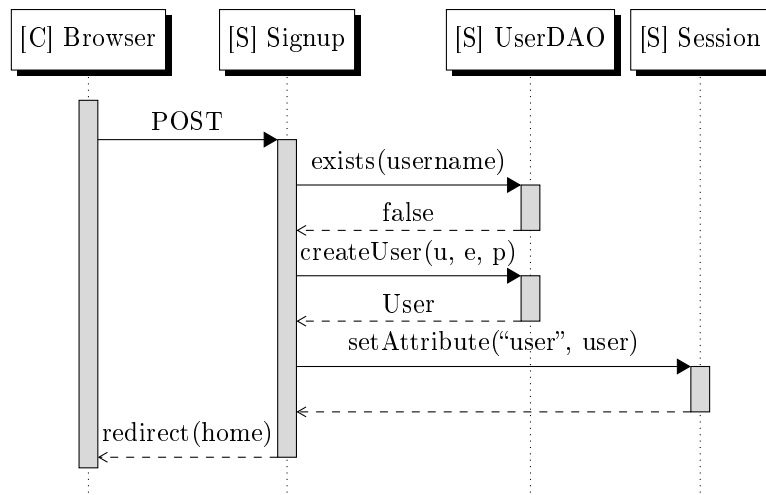 [C] Browser [S] Signup [S] UserDAO [S] Session
POST
exists(username)
false
createUser(u, e, p)
User
setAttribute(“user”, user)
redirect(home)